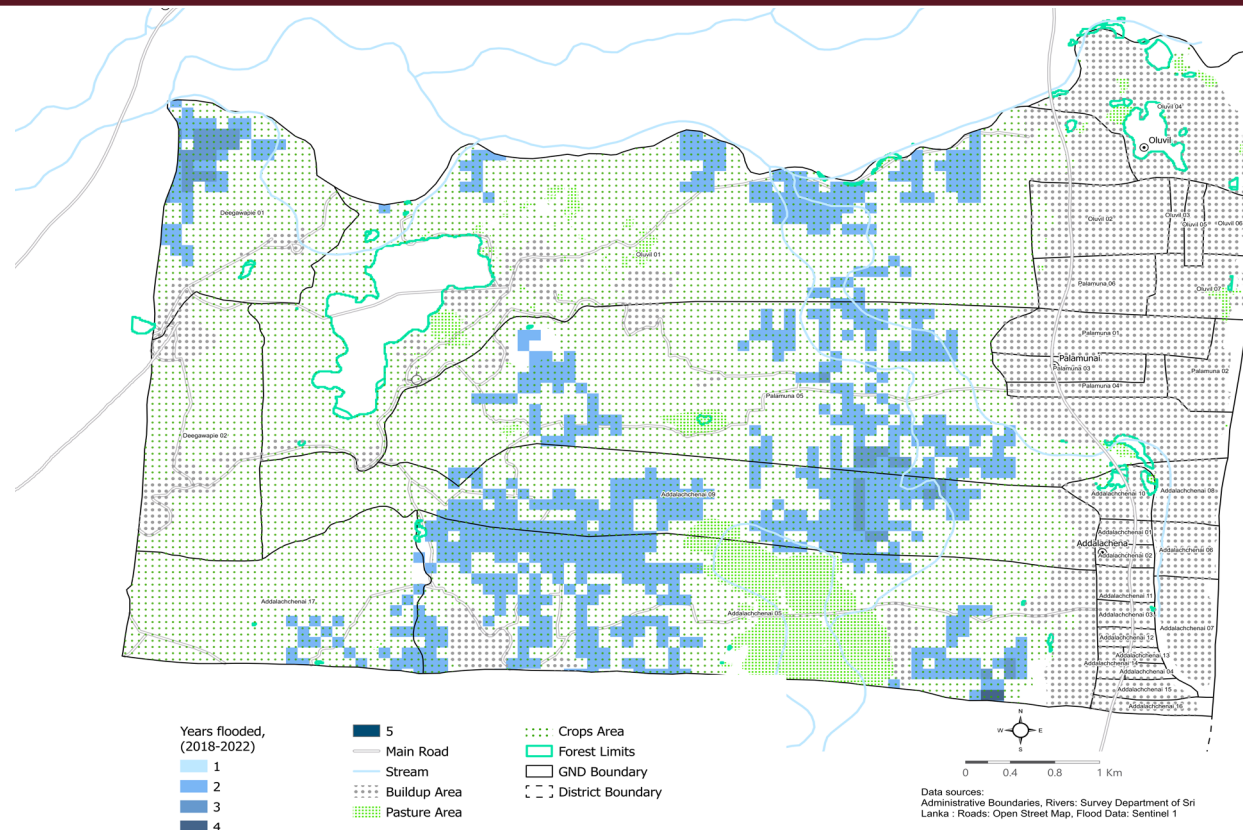 Oluvil 04
Oluvil
Deegawapie 01
Oluvil 02
Oluvil 03
Oluvil 05
Oluvil 06
Oluvil 01
Palamuna 06
Oluvil 07
Palamuna 01
Palamunai
Palamuna 03
Palamuna 02
Palamuna 04
Palamuna 05
Deegawapie 02
Addalachchenai 09
Addalachchenai 10
Addalachchenai 08
Addalachchenai 01
Addalachena
Addalachchenai 02
Addalachchenai 06
Addalachchenai 17
Addalachchenai 11
Addalachchenai 05
Addalachchenai 03
Addalachchenai 07
Addalachchenai 12
Addalachchenai 13
Addalachchenai 14
Addalachchenai 04
Addalachchenai 15
Addalachchenai 16
Years flooded,
(2018-2022)
1
2
3
4
5
Main Road
Stream
Buildup Area
Pasture Area
Crops Area
Forest Limits
GND Boundary
District Boundary
N
W
E
S
0 0.4 0.8 1 Km
Data sources:
Administrative Boundaries, Rivers: Survey Department of Sri
Lanka : Roads: Open Street Map, Flood Data: Sentinel 1